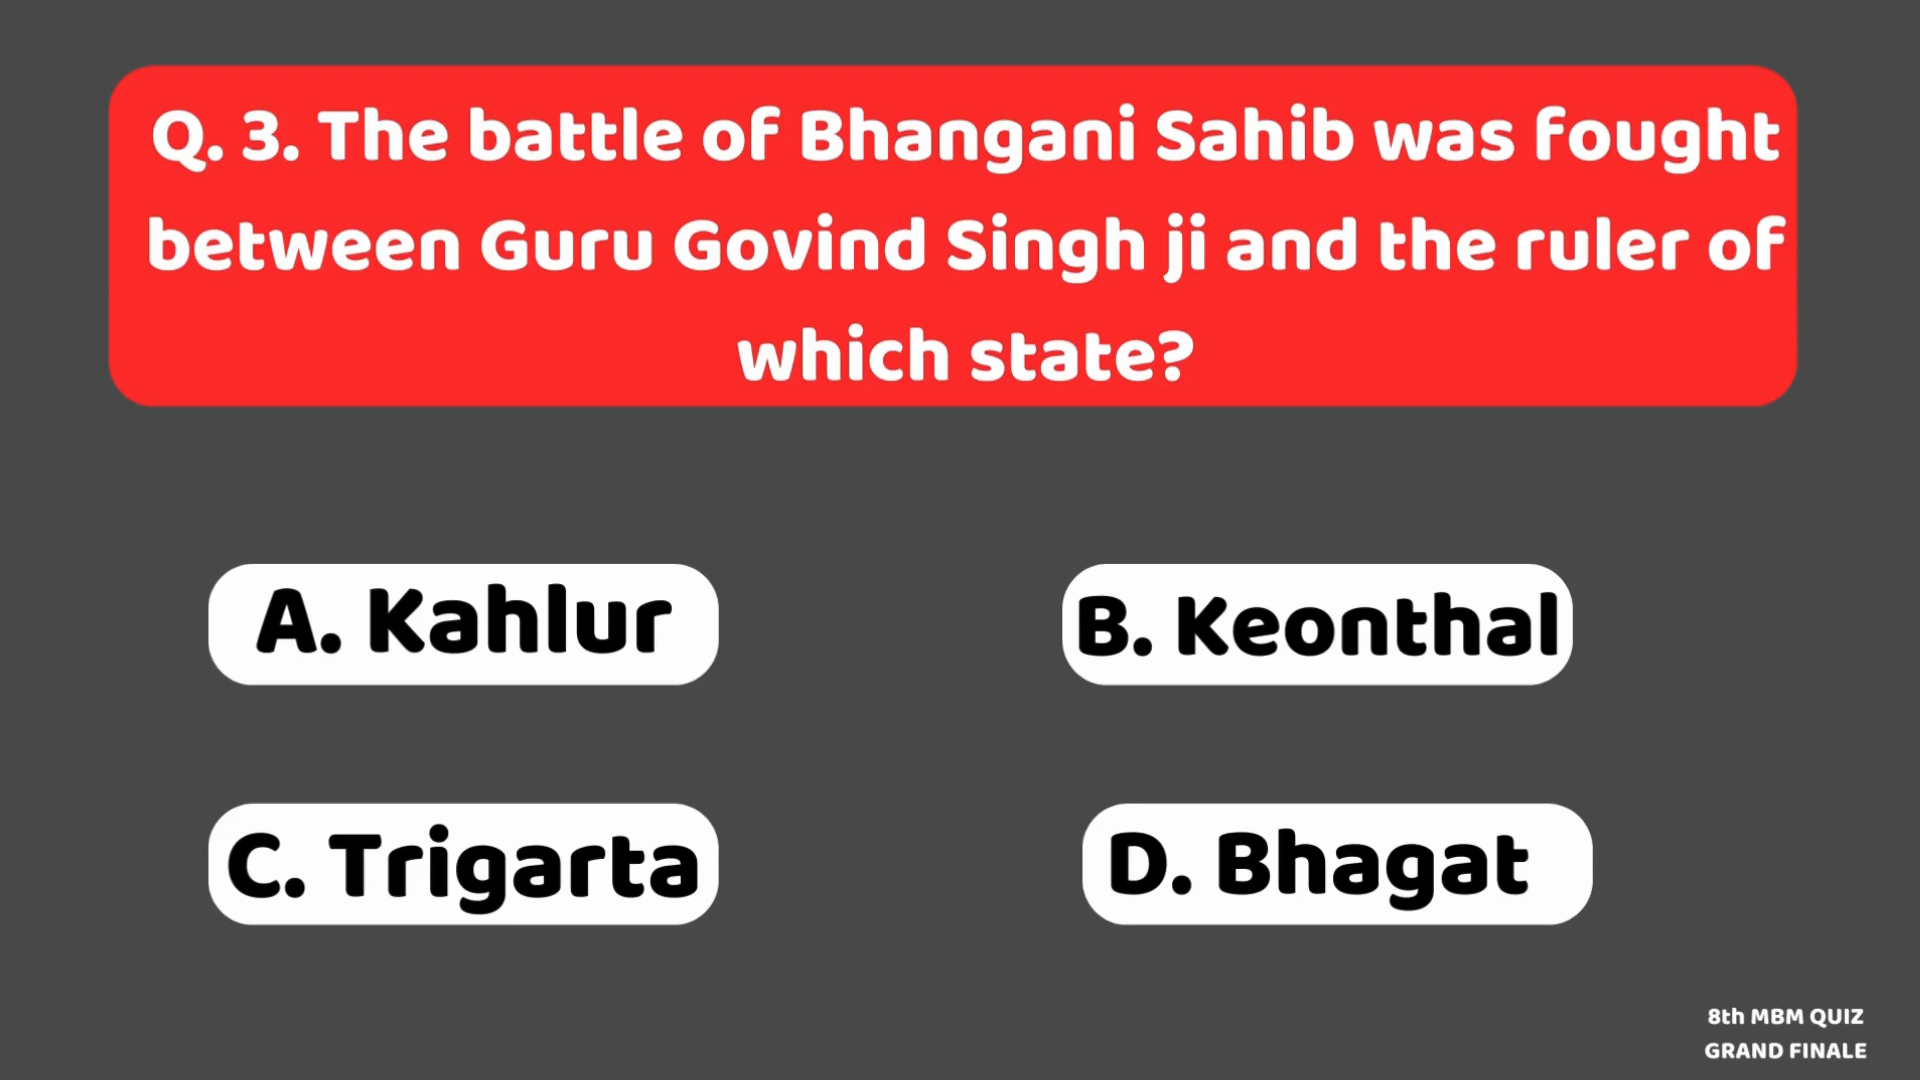 Q. 3. The battle of Bhangani Sahib was fought
between Guru Govind Singh ji and the ruler of
which state?
A. Kahlur
B. Keonthal
C. Trigarta
D. Bhagat
8th MBM QUIZ
GRAND FINALE